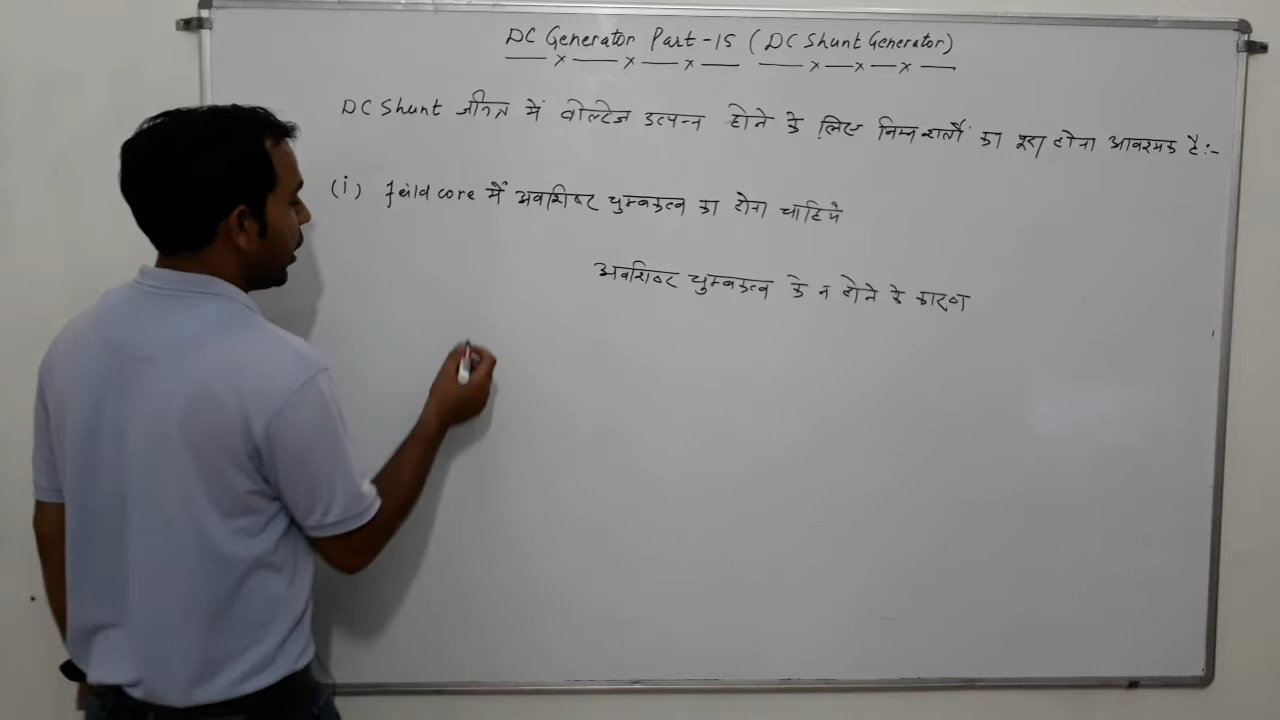 DC Generator Part-15 (DC Shunt Generator)
DC Shunt जनित्र में वोल्टेज उत्पन्न होने के लिए निम्न शर्तों का पूरा होना आवश्यक है:-
(i) feild core में अवशिष्ट चुम्बकत्व का होना चाहिये
अवशिष्ट चुम्बकत्व के न होने के कारण